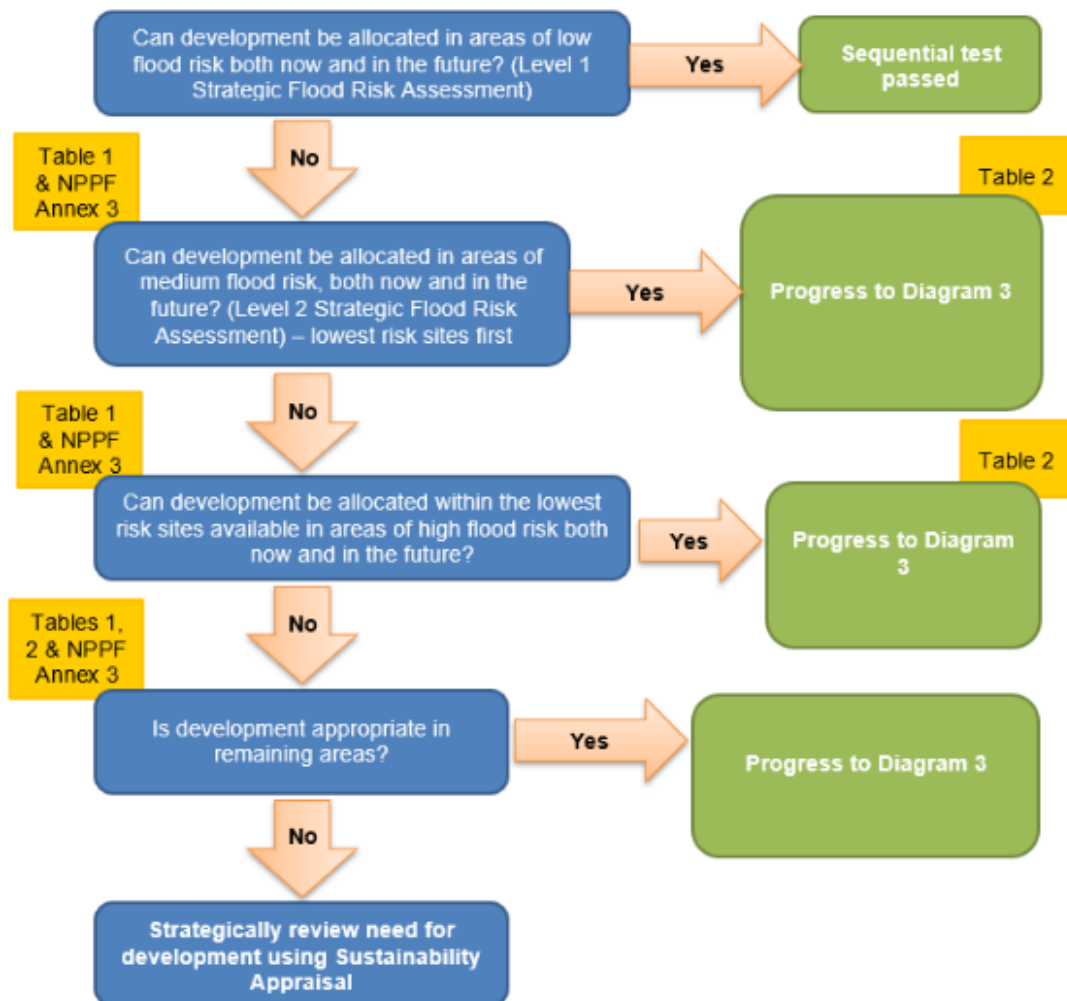 Can development be allocated in areas of low
flood risk both now and in the future? (Level 1
Strategic Flood Risk Assessment)
Yes
Sequential test
passed
No
Table 1
& NPPF
Annex 3
Table 2
Can development be allocated in areas of
medium flood risk, both now and in the
future? (Level 2 Strategic Flood Risk
Assessment) – lowest risk sites first
Yes
Progress to Diagram 3
No
Table 1
& NPPF
Annex 3
Table 2
Can development be allocated within the lowest
risk sites available in areas of high flood risk both
now and in the future?
Yes
Progress to Diagram
3
No
Tables 1,
2 & NPPF
Annex 3
Is development appropriate in
remaining areas?
Yes
Progress to Diagram 3
No
Strategically review need for
development using Sustainability
Appraisal